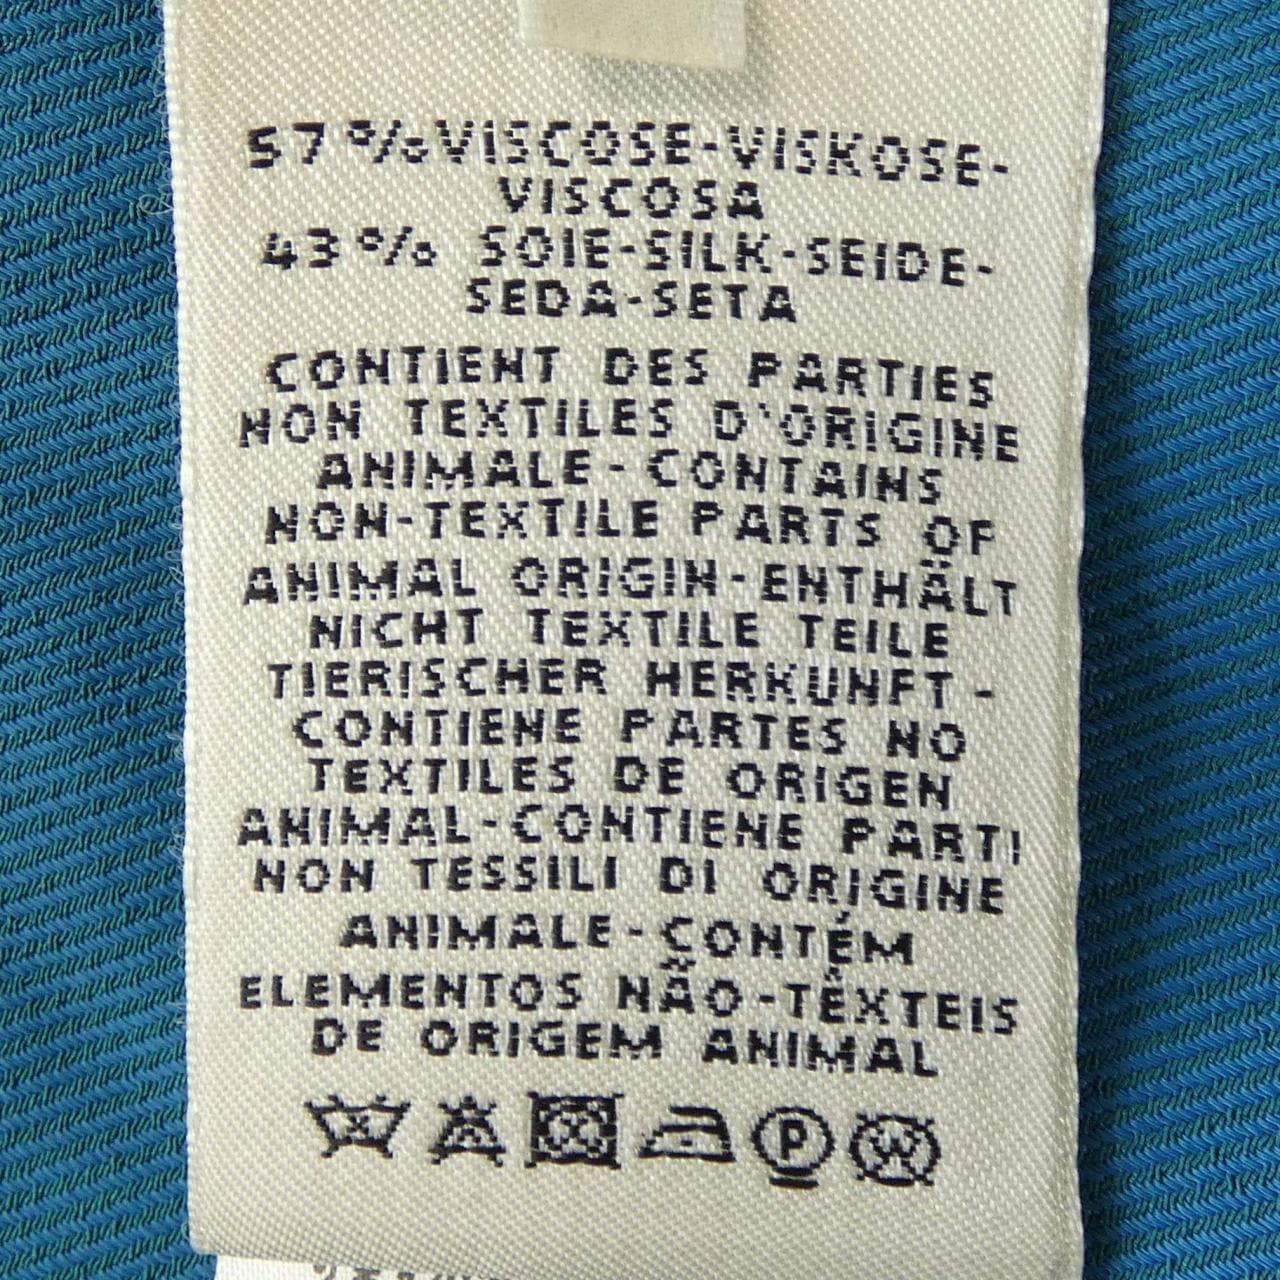 57%VISCOSE-VISKOSE-
VISCOSA
43% SOIE-SILK-SEIDE-
SEDA-SETA
CONTIENT DES PARTIES
NON TEXTILES D'ORIGINE
ANIMALE-CONTAINS
NON-TEXTILE PARTS OF
ANIMAL ORIGIN-ENTHÄLT
NICHT TEXTILE TEILE
TIERISCHER HERKUNFT-
CONTIENE PARTES NO
TEXTILES DE ORIGEN
ANIMAL-CONTIENE PARTI
NON TESSILI DI ORIGINE
ANIMALE-CONTÉM
ELEMENTOS NÃO-TÊXTEIS
DE ORIGEM ANIMAL
P W